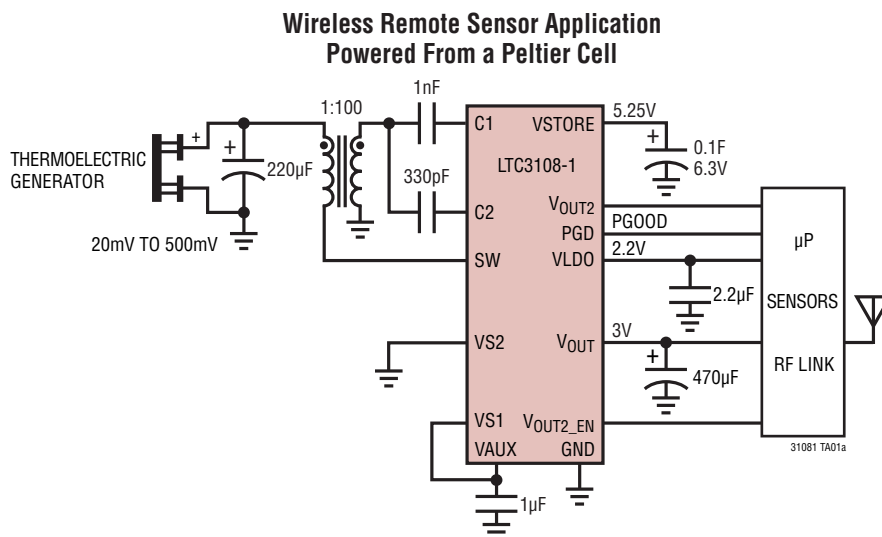 Wireless Remote Sensor Application
Powered From a Peltier Cell
THERMOELECTRIC
GENERATOR
20mV TO 500mV
+
+
220µF
1:100
1nF
330pF
C1
C2
SW
VS2
VS1
VAUX
1µF
LTC3108-1
VSTORE
VOUT2
PGD
VLDO
VOUT
VOUT2_EN
GND
5.25V
+
0.1F
6.3V
PGOOD
2.2V
2.2µF
3V
+
470µF
µP
SENSORS
RF LINK
31081 TA01a